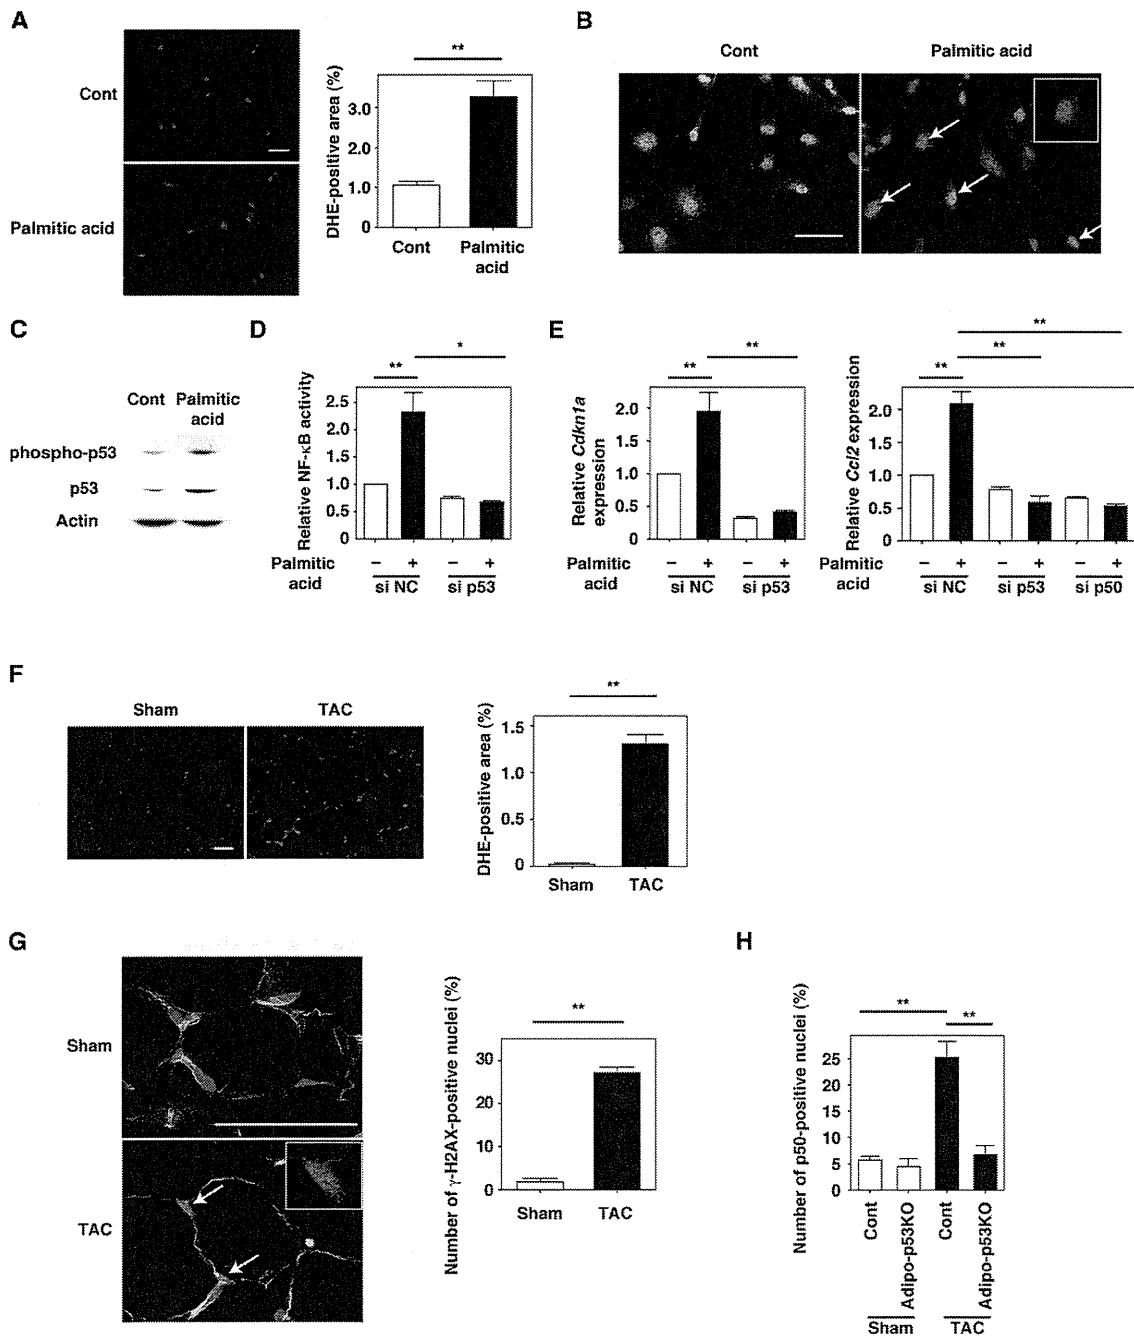 A
Cont
Palmitic acid
DHE-positive area (%)
**
3.0
2.0
1.0
0
Cont
Palmitic
acid
B
Cont
Palmitic acid
C
Cont
Palmitic
acid
phospho-p53
p53
Actin
D
Relative NF-κB activity
**
*
2.5
2.0
1.5
1.0
0.5
0
Palmitic
acid
− + − +
si NC si p53
E
Relative Cdkn1a
expression
**
**
2.0
1.5
1.0
0.5
0
Palmitic
acid
− + − +
si NC si p53
Relative Ccl2 expression
**
**
**
2.0
1.5
1.0
0.5
0
Palmitic
acid
− + − + − +
si NC si p53 si p50
F
Sham
TAC
DHE-positive area (%)
**
1.5
1.0
0.5
0
Sham TAC
G
Sham
TAC
Number of γ-H2AX-positive nuclei (%)
**
30
20
10
0
Sham TAC
H
Number of p50-positive nuclei (%)
**
**
25
20
15
10
5
0
Cont
Adipo-p53KO
Cont
Adipo-p53KO
Sham TAC